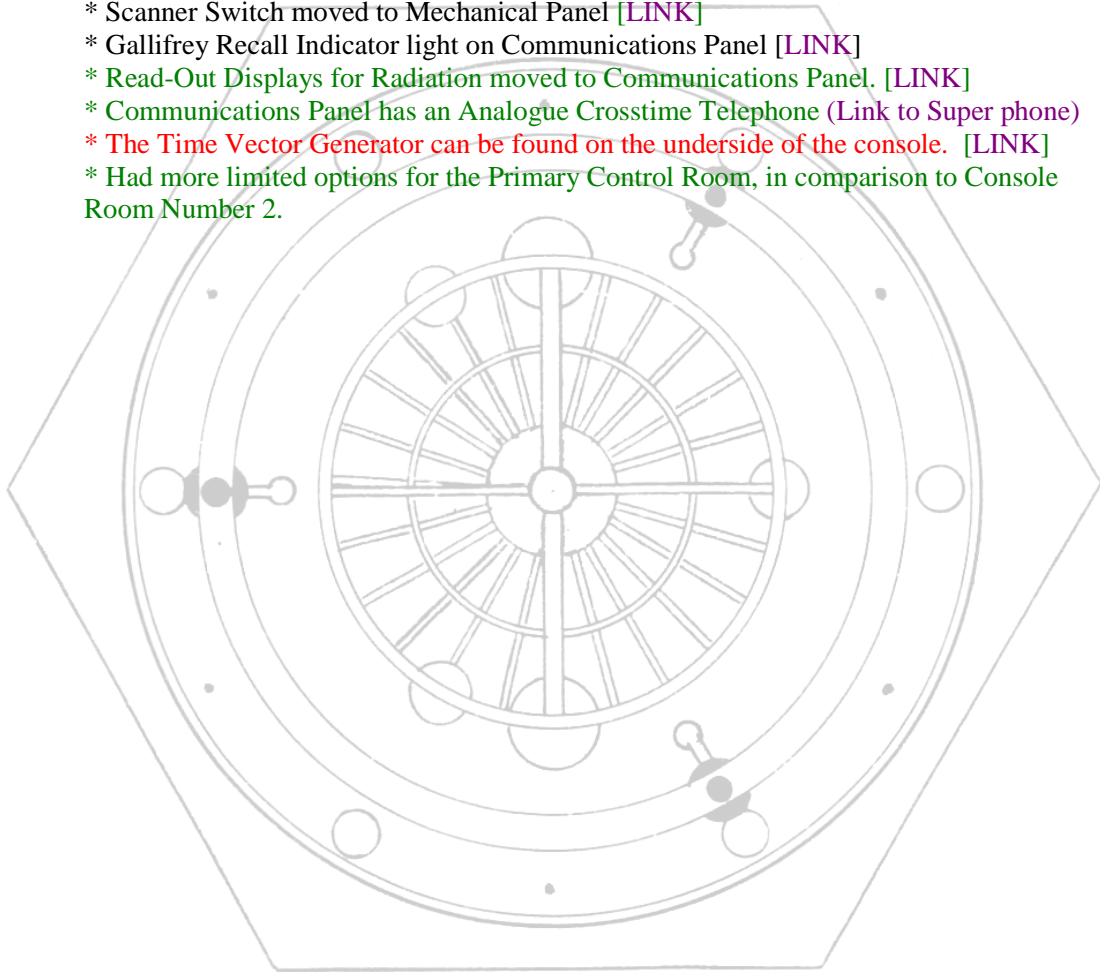 * Scanner Switch moved to Mechanical Panel [LINK]
* Gallifrey Recall Indicator light on Communications Panel [LINK]
* Read-Out Displays for Radiation moved to Communications Panel. [LINK]
* Communications Panel has an Analogue Crosstime Telephone (Link to Super phone)
* The Time Vector Generator can be found on the underside of the console.  [LINK]
* Had more limited options for the Primary Control Room, in comparison to Console
Room Number 2.